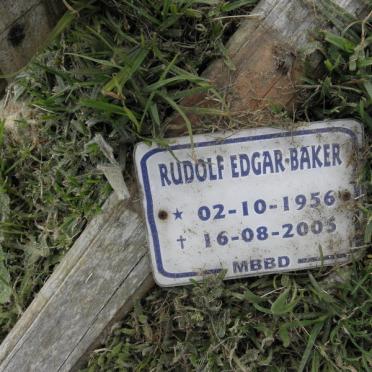 RUDOLF EDGAR·BAKER
★ 02-10-1956
† 16-08-2005
MBBD